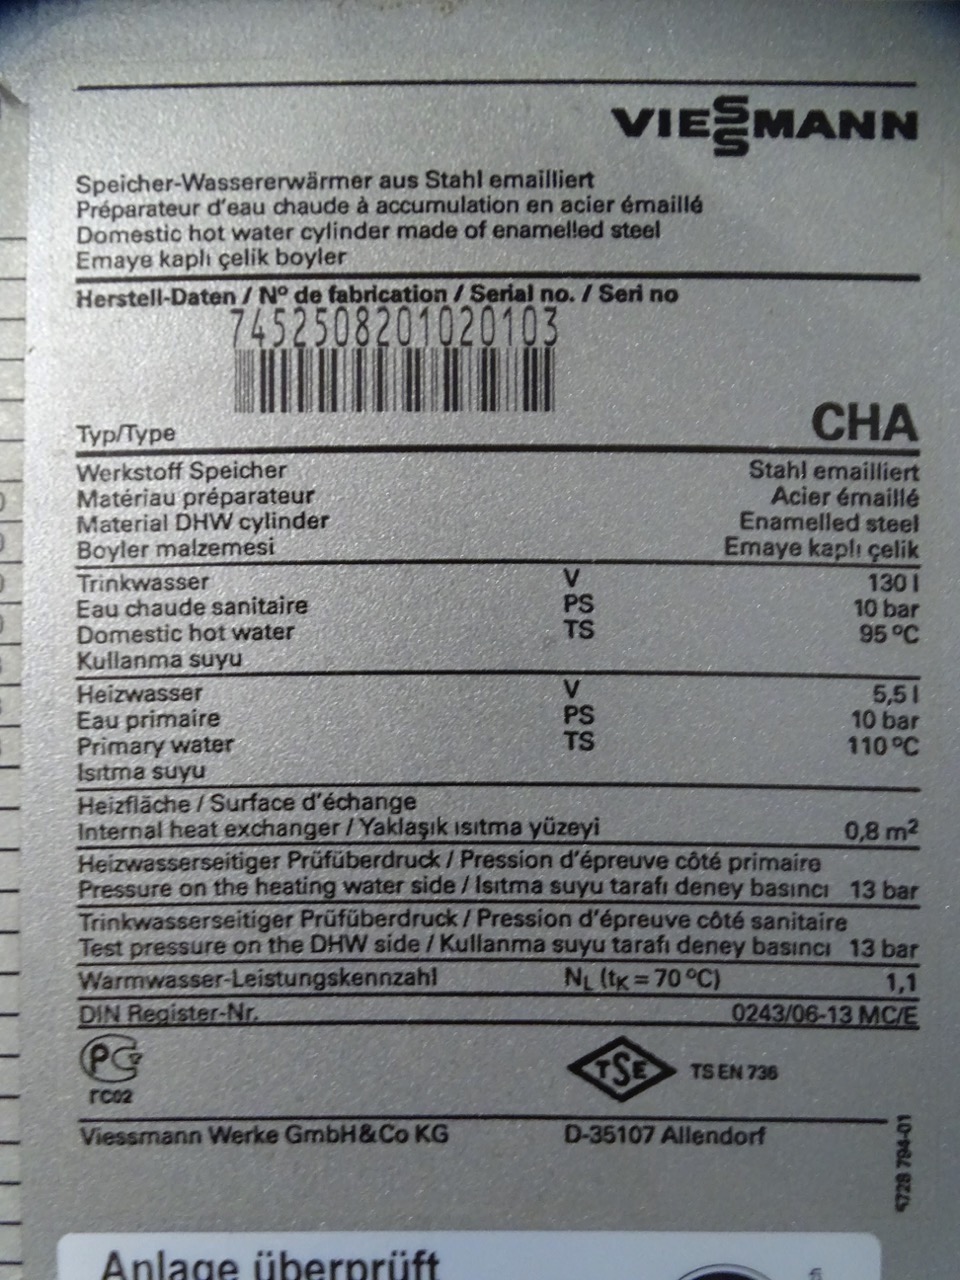 VIESSMANN
Speicher-Wassererwärmer aus Stahl emailliert
Préparateur d'eau chaude à accumulation en acier émaillé
Domestic hot water cylinder made of enamelled steel
Emaye kaplı çelik boyler
Herstell-Daten / Nº de fabrication / Serial no. / Seri no
7452508201020103
Typ/Type CHA
Werkstoff Speicher Stahl emailliert
Matériau préparateur Acier émaillé
Material DHW cylinder Enamelled steel
Boyler malzemesi Emaye kaplı çelik
Trinkwasser V 130 l
Eau chaude sanitaire PS 10 bar
Domestic hot water TS 95 ºC
Kullanma suyu
Heizwasser V 5,5 l
Eau primaire PS 10 bar
Primary water TS 110 ºC
Isıtma suyu
Heizfläche / Surface d'échange
Internal heat exchanger / Yaklaşık ısıtma yüzeyi 0,8 m²
Heizwasserseitiger Prüfüberdruck / Pression d'épreuve côté primaire
Pressure on the heating water side / Isıtma suyu tarafı deney basıncı 13 bar
Trinkwasserseitiger Prüfüberdruck / Pression d'épreuve côté sanitaire
Test pressure on the DHW side / Kullanma suyu tarafı deney basıncı 13 bar
Warmwasser-Leistungskennzahl NL (tK = 70 ºC) 1,1
DIN Register-Nr. 0243/06-13 MC/E
TSE TS EN 736
ГС02
Viessmann Werke GmbH&Co KG D-35107 Allendorf
5728 794-01
Anlage überprüft